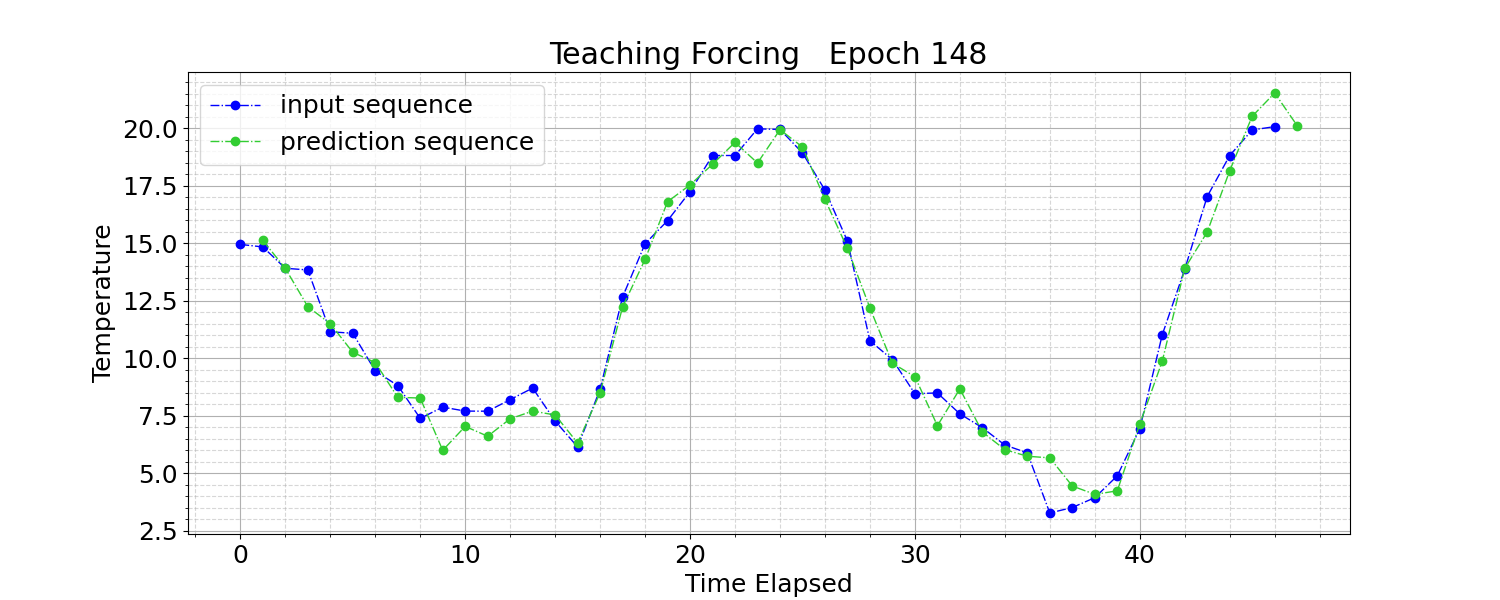 Teaching Forcing   Epoch 148
input sequence
prediction sequence
20.0
17.5
15.0
12.5
10.0
7.5
5.0
2.5
Temperature
0 10 20 30 40
Time Elapsed